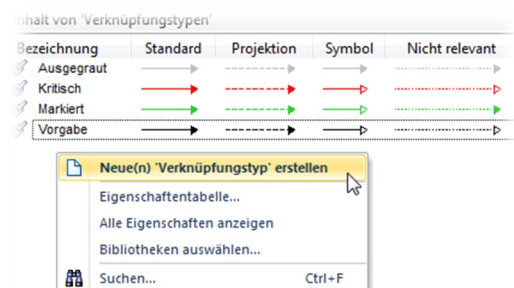 Inhalt von 'Verknüpfungstypen'
Bezeichnung Standard Projektion Symbol Nicht relevant
Ausgegraut
Kritisch
Markiert
Vorgabe
Neue(n) 'Verknüpfungstyp' erstellen
Eigenschaftentabelle...
Alle Eigenschaften anzeigen
Bibliotheken auswählen...
Suchen... Ctrl+F